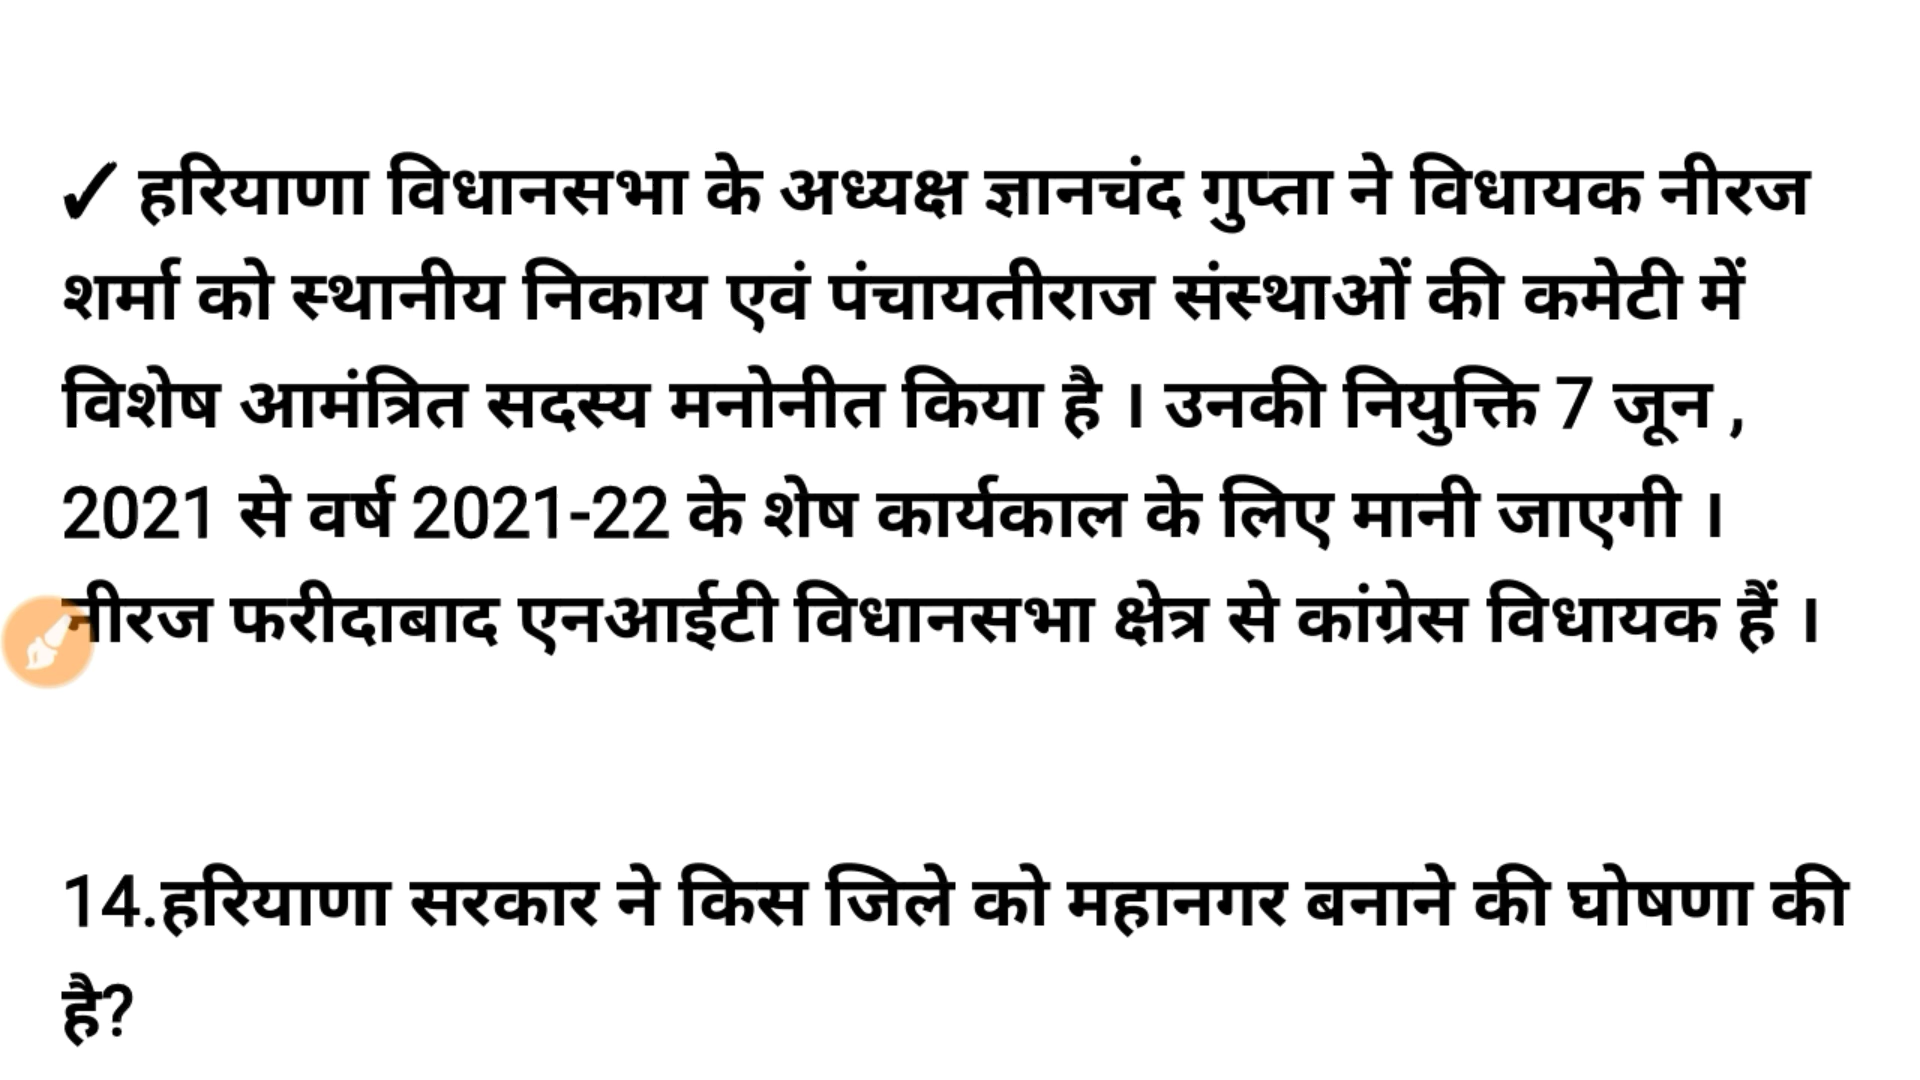 ✓ हरियाणा विधानसभा के अध्यक्ष ज्ञानचंद गुप्ता ने विधायक नीरज
शर्मा को स्थानीय निकाय एवं पंचायतीराज संस्थाओं की कमेटी में
विशेष आमंत्रित सदस्य मनोनीत किया है । उनकी नियुक्ति 7 जून ,
2021 से वर्ष 2021-22 के शेष कार्यकाल के लिए मानी जाएगी ।
नीरज फरीदाबाद एनआईटी विधानसभा क्षेत्र से कांग्रेस विधायक हैं ।
14.हरियाणा सरकार ने किस जिले को महानगर बनाने की घोषणा की
है?